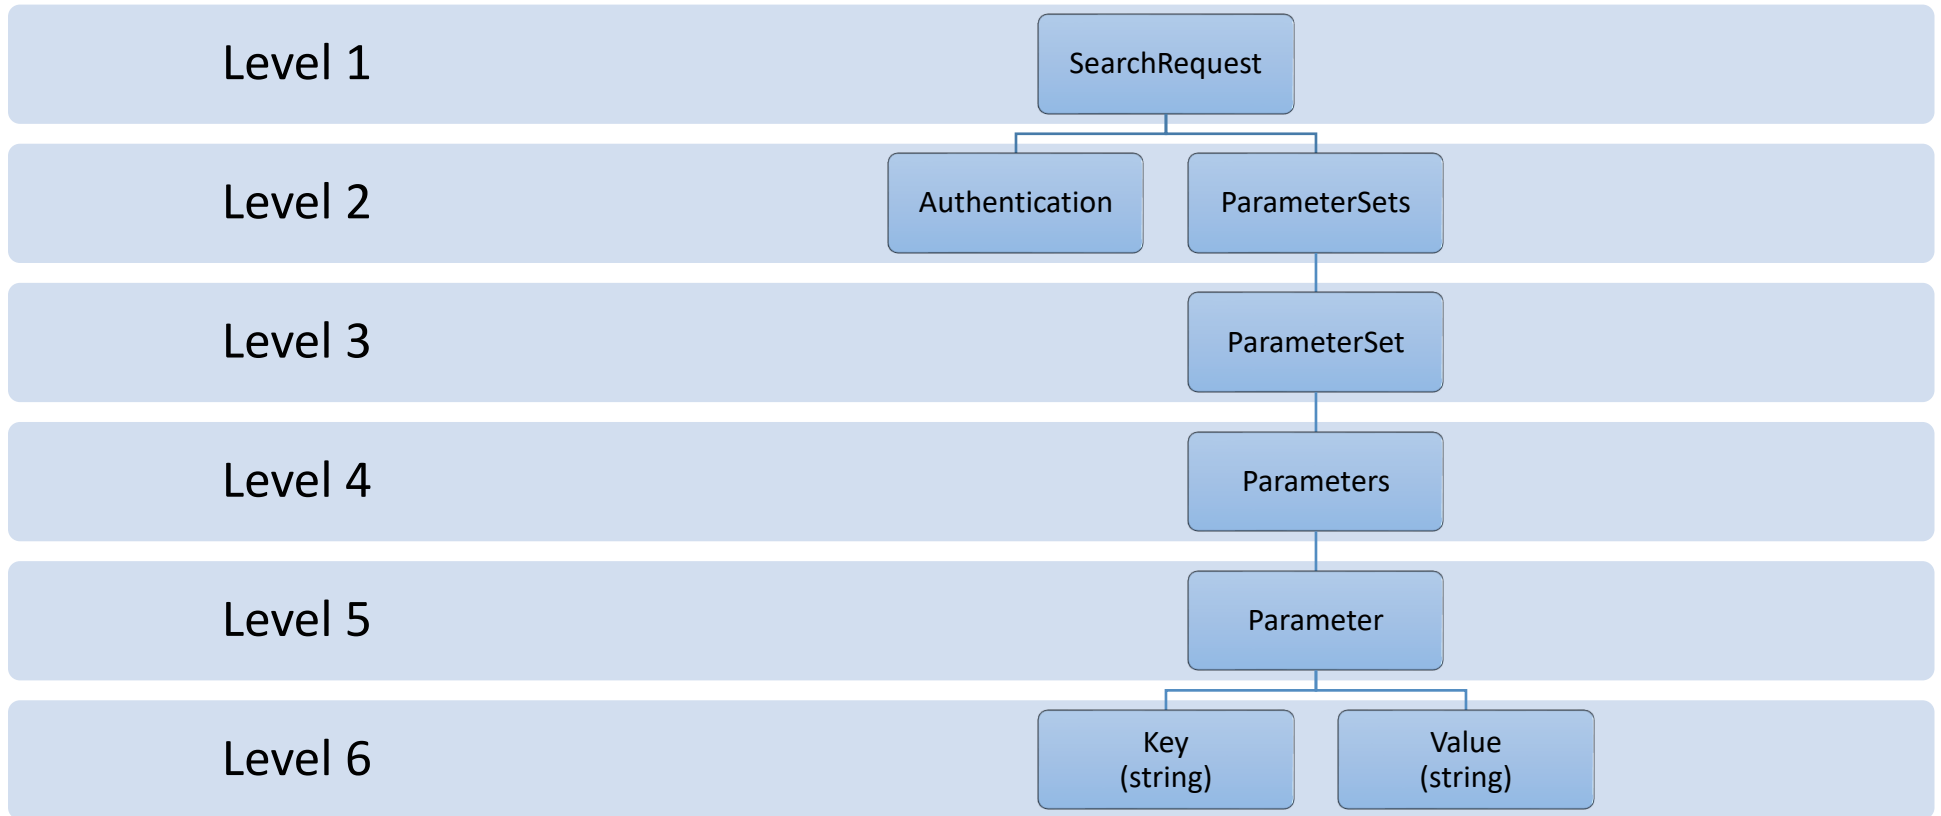 Level 1
SearchRequest
Level 2
Authentication
ParameterSets
Level 3
ParameterSet
Level 4
Parameters
Level 5
Parameter
Level 6
Key
(string)
Value
(string)